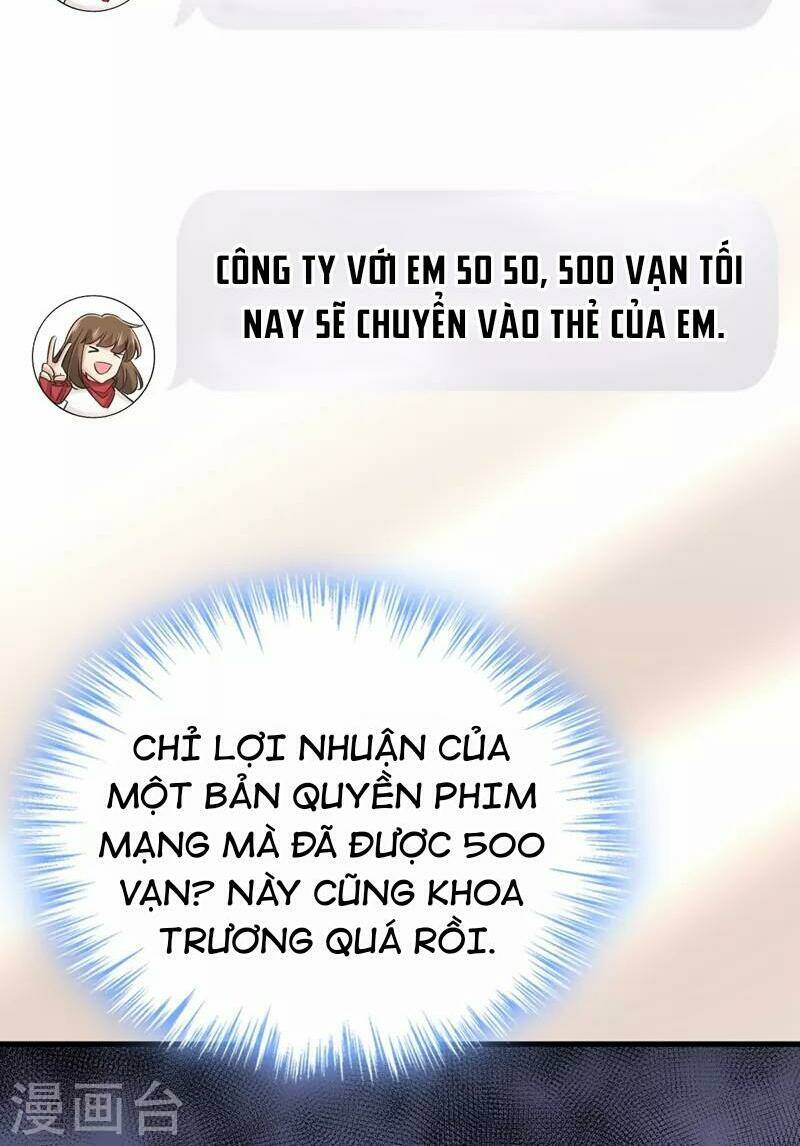 CÔNG TY VỚI EM 50 50, 500 VẠN TỐI
NAY SẼ CHUYỂN VÀO THẺ CỦA EM.
CHỈ LỢI NHUẬN CỦA
MỘT BẢN QUYỀN PHIM
MẠNG MÀ ĐÃ ĐƯỢC 500
VẠN? NÀY CŨNG KHOA
TRƯƠNG QUÁ RỒI.
漫画台